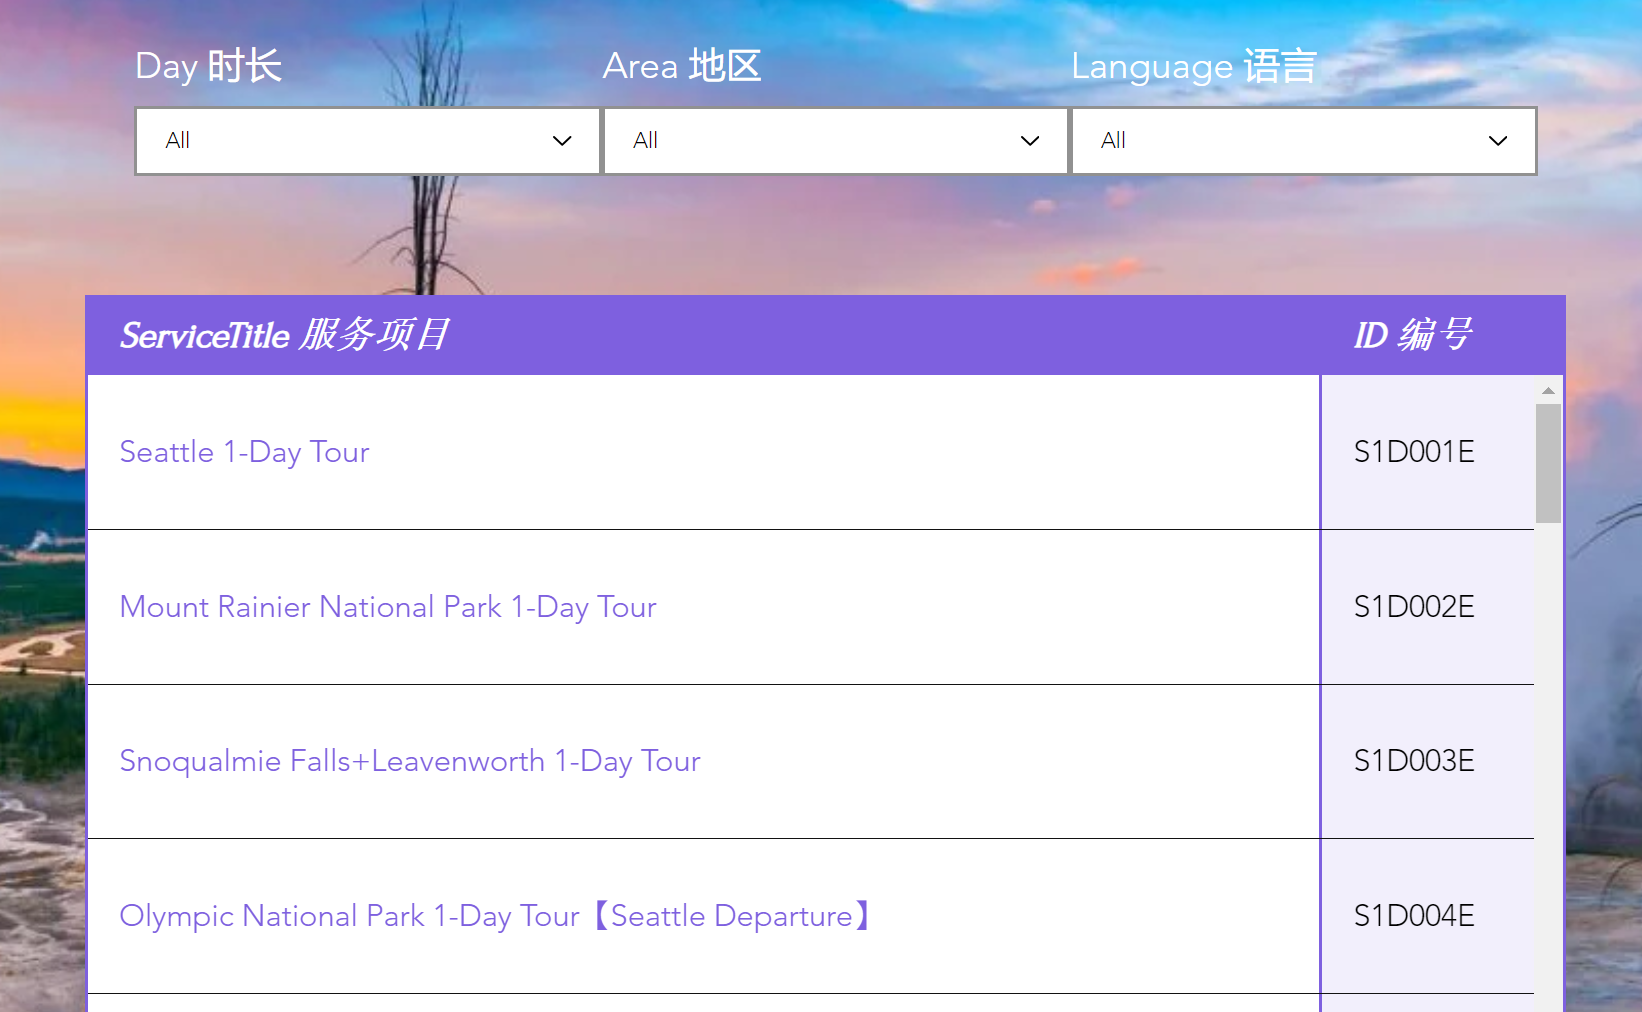 Day 时长 Area 地区 Language 语言
All All All
ServiceTitle 服务项目 ID 编号
Seattle 1-Day Tour S1D001E
Mount Rainier National Park 1-Day Tour S1D002E
Snoqualmie Falls+Leavenworth 1-Day Tour S1D003E
Olympic National Park 1-Day Tour【Seattle Departure】 S1D004E